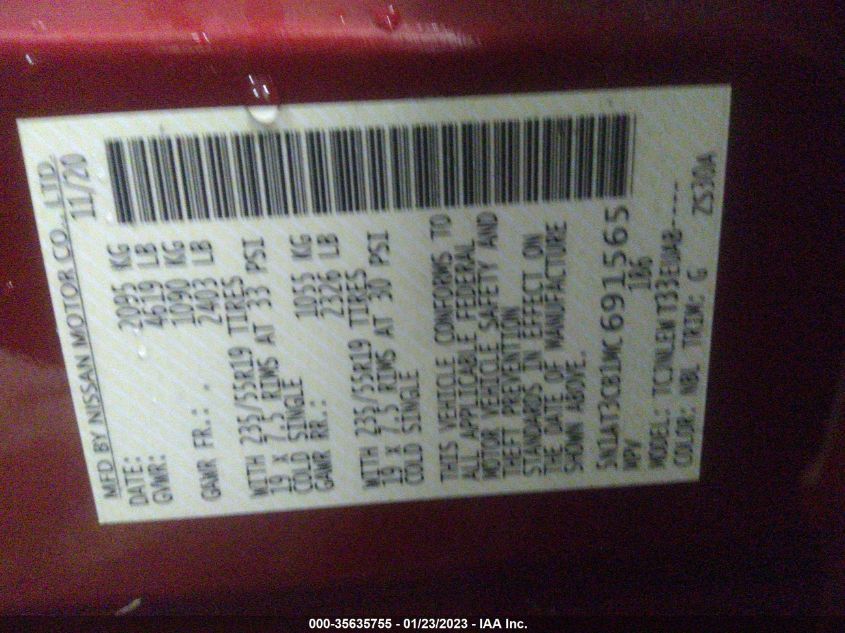 MFD BY NISSAN MOTOR CO., LTD.
DATE: 11/20
GVWR: 2095 KG
4619 LB
GAWR FR.: 1090 KG
2403 LB
WITH 235/55R19 TIRES
19 X 7.5 RIMS AT 33 PSI
COLD SINGLE
GAWR RR.: 1055 KG
2326 LB
WITH 235/55R19 TIRES
19 X 7.5 RIMS AT 30 PSI
COLD SINGLE
THIS VEHICLE CONFORMS TO
ALL APPLICABLE FEDERAL
MOTOR VEHICLE SAFETY AND
THEFT PREVENTION
STANDARDS IN EFFECT ON
THE DATE OF MANUFACTURE
SHOWN ABOVE.
5N1AT3CB1MC691565
MPV
MODEL:
COLOR: NBL TRIM: G ZS30A
000-35635755 - 01/23/2023 - IAA Inc.